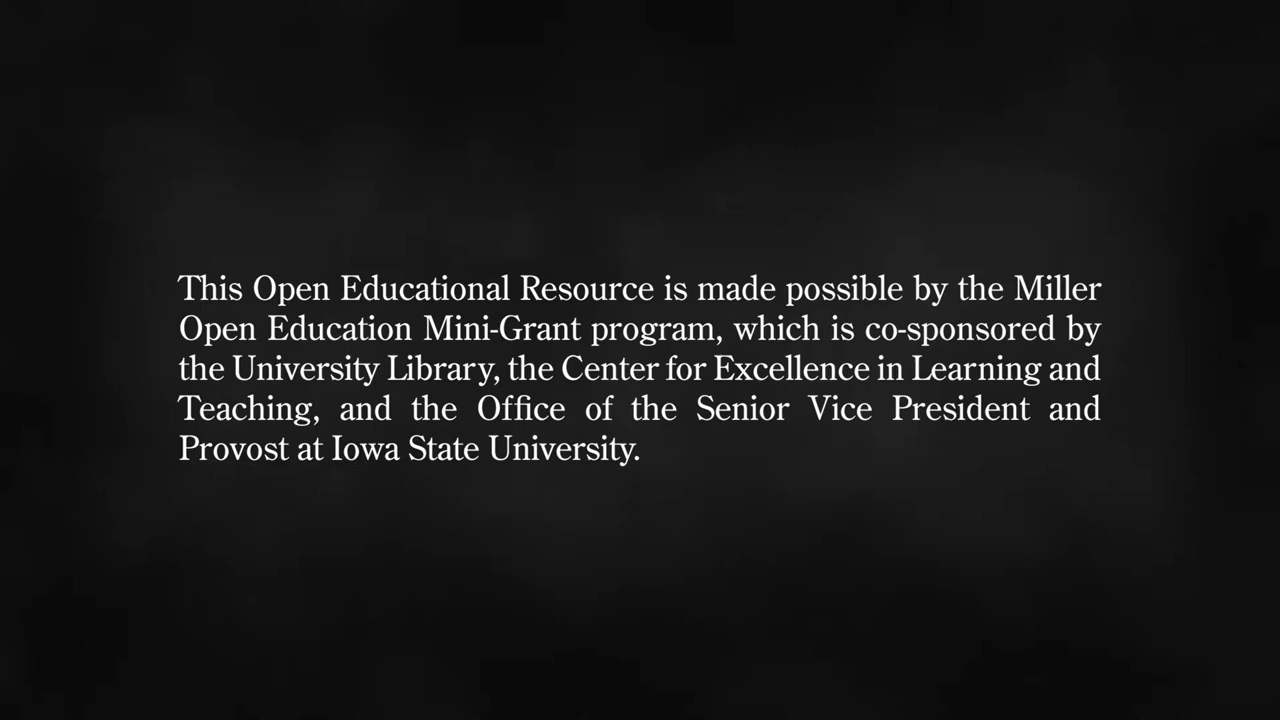 This Open Educational Resource is made possible by the Miller
Open Education Mini-Grant program, which is co-sponsored by
the University Library, the Center for Excellence in Learning and
Teaching, and the Office of the Senior Vice President and
Provost at Iowa State University.